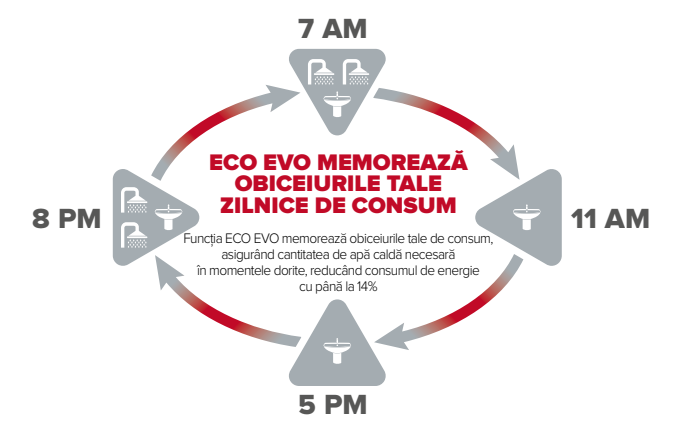 7 AM
ECO EVO MEMOREAZĂ
OBICEIURILE TALE
ZILNICE DE CONSUM
8 PM
11 AM
Funcția ECO EVO memorează obiceiurile tale de consum,
asigurând cantitatea de apă caldă necesară
în momentele dorite, reducând consumul de energie
cu până la 14%
5 PM